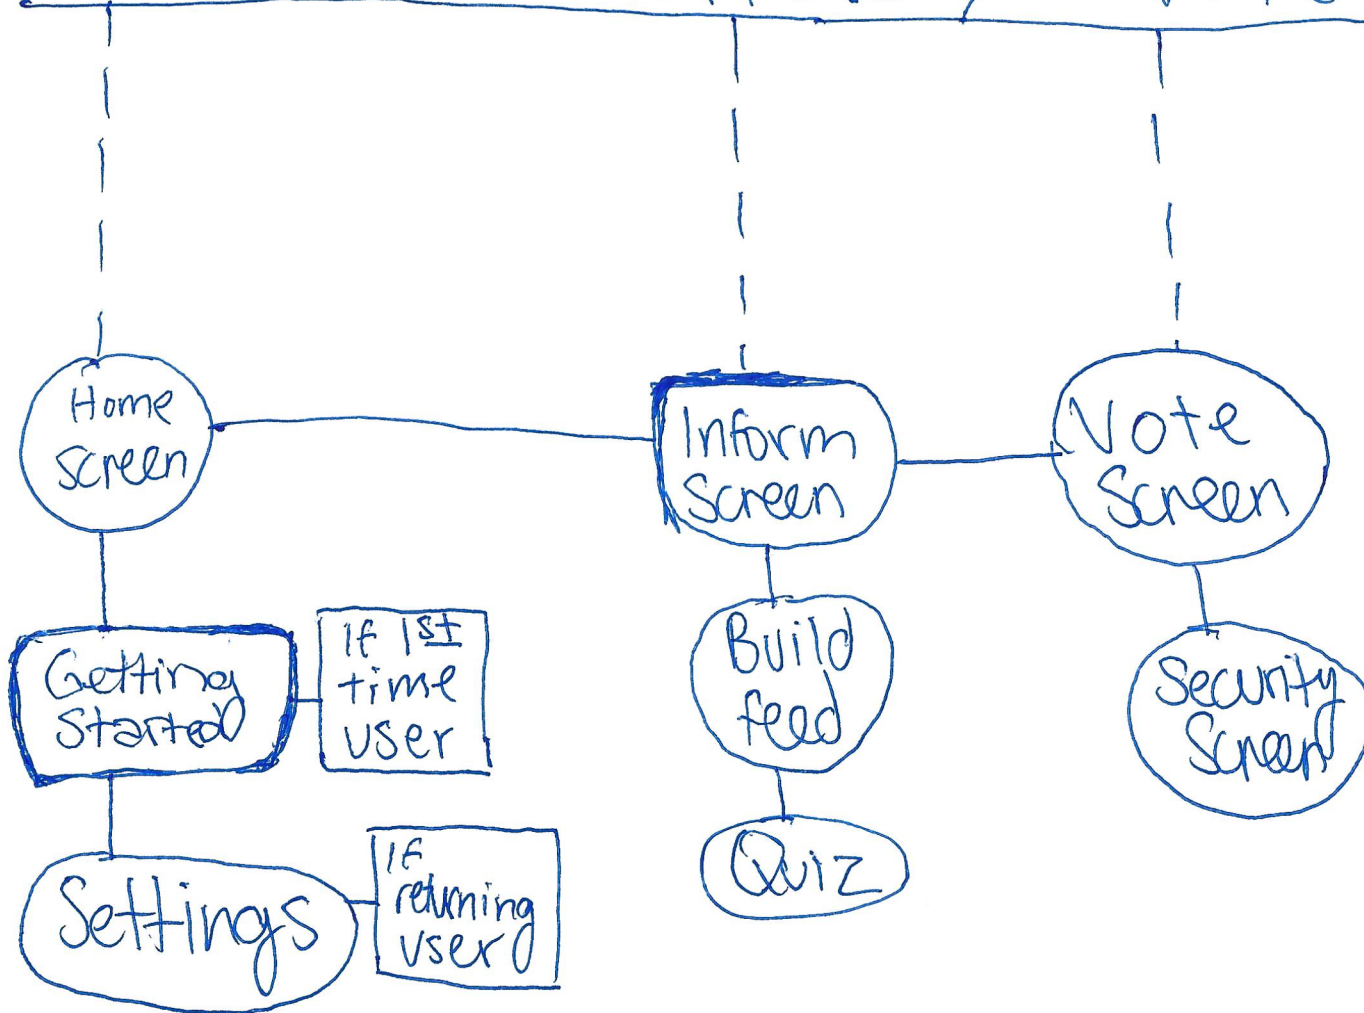 Home
screen
Inform
screen
Vote
Screen
Getting
Started
If 1st
time
user
Build
feed
Security
Screen
Settings
If
returning
user
Quiz